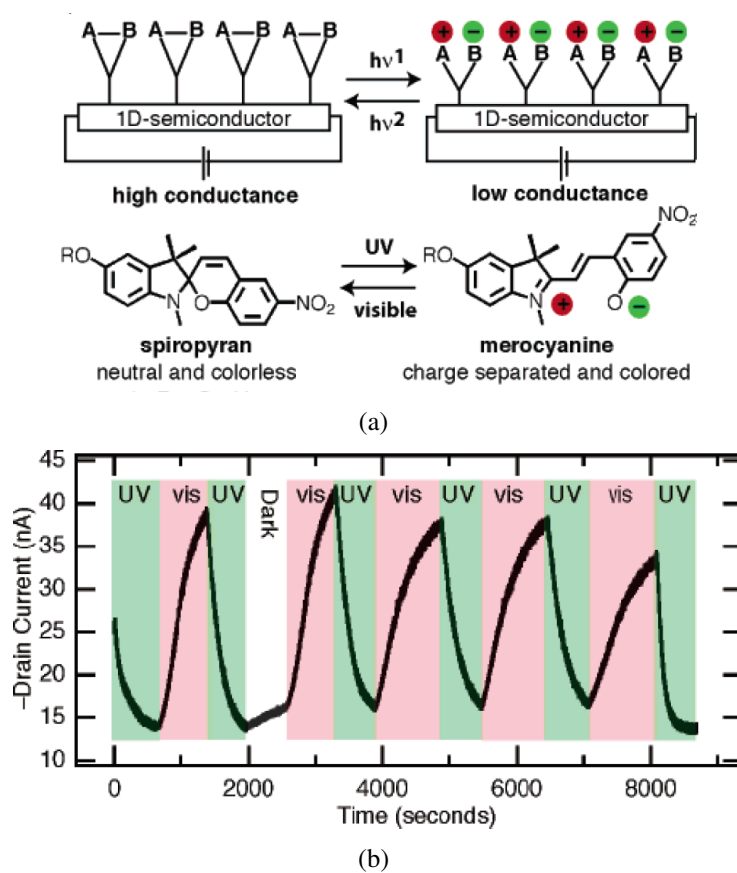 A—B A—B A—B A—B
hν1
hν2
+ − + − + − + −
A B A B A B A B
1D-semiconductor
1D-semiconductor
high conductance
low conductance
RO
N
O
NO2
UV
visible
RO
N
+
O
−
NO2
spiropyran
neutral and colorless
merocyanine
charge separated and colored
(a)
–Drain Current (nA)
45
40
35
30
25
20
15
10
UV vis UV Dark vis UV vis UV vis UV vis UV
0 2000 4000 6000 8000
Time (seconds)
(b)